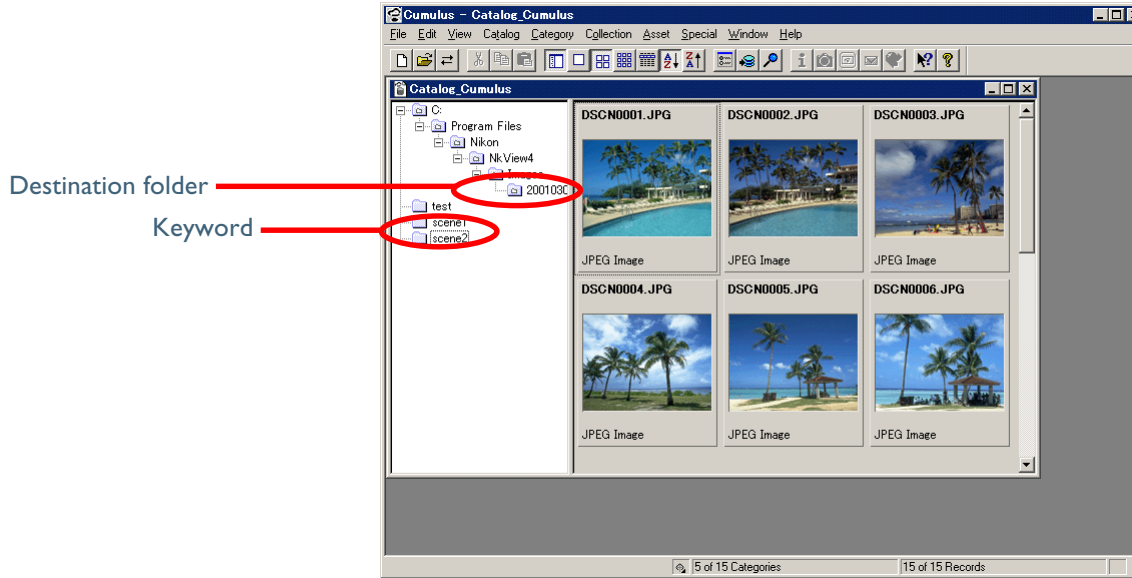 Cumulus - Catalog_Cumulus
File Edit View Catalog Category Collection Asset Special Window Help
Catalog_Cumulus
C:
Program Files
Nikon
NkView4
Images
200103
test
scene1
scene2
Destination folder
Keyword
DSCN0001.JPG DSCN0002.JPG DSCN0003.JPG
JPEG Image JPEG Image JPEG Image
DSCN0004.JPG DSCN0005.JPG DSCN0006.JPG
JPEG Image JPEG Image JPEG Image
5 of 15 Categories 15 of 15 Records